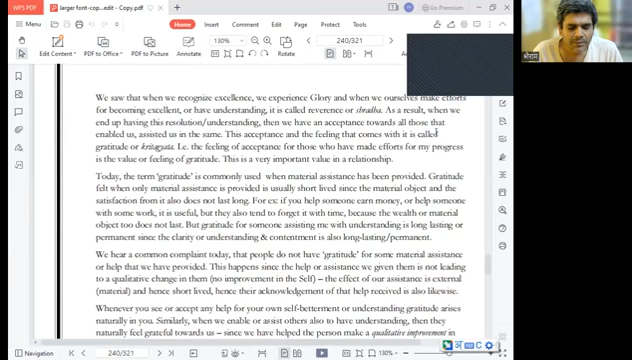 WPS PDF
larger font-cop...edit - Copy.pdf
Go Premium
Menu
Home
Edit
Page
Protect
Tools
130%
240/321
Edit Content
PDF to Office
PDF to Picture
Annotate
Rotate
We saw that when we recognize excellence, we experience Glory and when we ourselves make efforts
for becoming excellent, or have understanding, it is called reverence or shradha. As a result, when we
end up having this resolution/understanding, then we have an acceptance towards all those that
enabled us, assisted us in the same. This acceptance and the feeling that comes with it is called
gratitude or kritagyata. I.e. the feeling of acceptance for those who have made efforts for my progress
is the value or feeling of gratitude. This is a very important value in a relationship.
Today, the term 'gratitude' is commonly used when material assistance has been provided. Gratitude
felt when only material assistance is provided is usually short lived since the material object and the
satisfaction from it also does not last long. For ex: if you help someone earn money, or help someone
with some work, it is useful, but they also tend to forget it with time, because the wealth or material
object too does not last. But gratitude for someone assisting me with understanding is long lasting or
permanent since the clarity or understanding & contentment is also long-lasting/permanent.
We hear a common complaint today, that people do not have 'gratitude' for some material assistance
or help that we have provided. This happens since the help or assistance we given them is not leading
to a qualitative change in them (no improvement in the Self) – the effect of our assistance is external
(material) and hence short lived, hence their acknowledgement of that help received is also likewise.
Whenever you see or accept any help for your own self-betterment or understanding gratitude arises
naturally in you. Similarly, when we enable or assist others also to have understanding, then they
naturally feel grateful towards us – since we have helped the person make a qualitative improvement in
Navigation
240/321
130%
श्रीराम